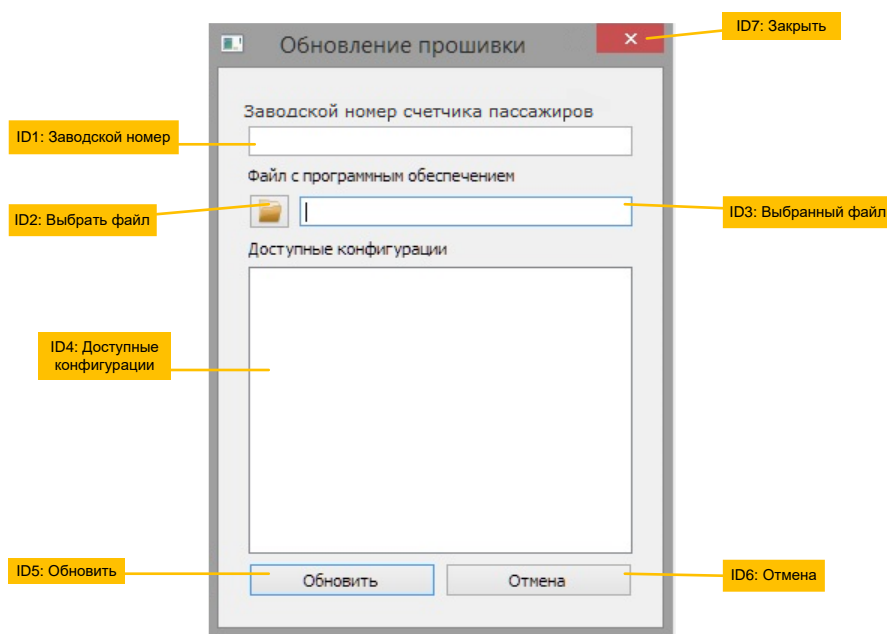 ID7: Закрыть
Обновление прошивки
Заводской номер счетчика пассажиров
ID1: Заводской номер
Файл с программным обеспечением
ID2: Выбрать файл
ID3: Выбранный файл
Доступные конфигурации
ID4: Доступные
конфигурации
ID5: Обновить
Обновить
Отмена
ID6: Отмена